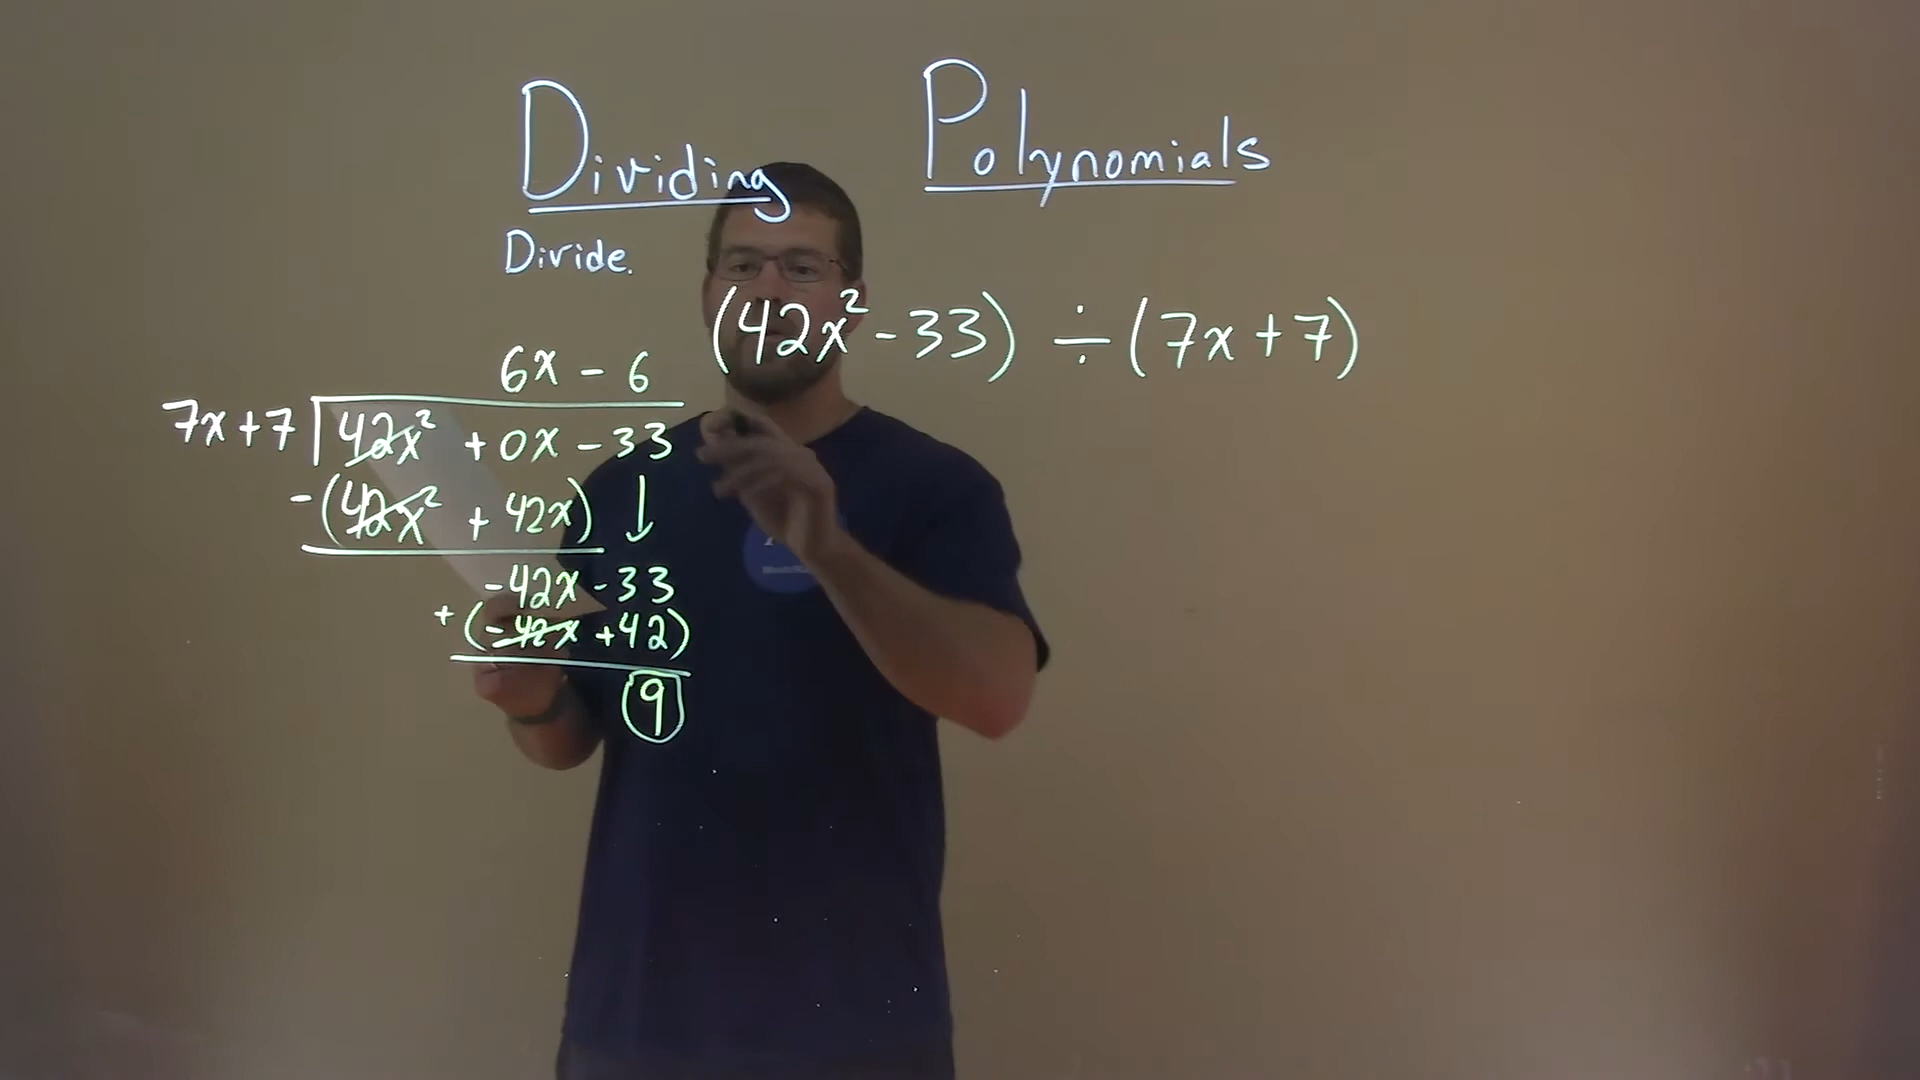 Dividing Polynomials
Divide.
(42x² - 33) ÷ (7x + 7)
6x - 6
7x + 7 42x² + 0x - 33
-(42x² + 42x) ↓
-42x - 33
+(-42x + 42)
9